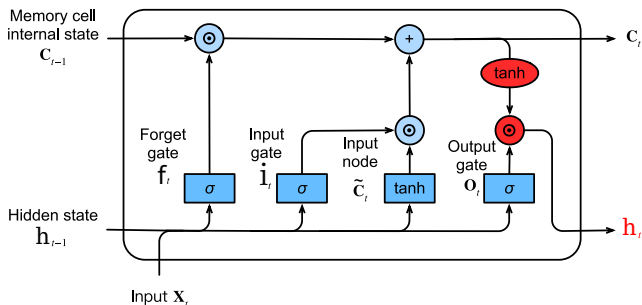 Memory cell
internal state
C_{t-1}
C_t
tanh
Forget
gate
f_t
Input
gate
i_t
Input
node
C̃_t
Output
gate
O_t
σ
σ
tanh
σ
Hidden state
h_{t-1}
h_t
Input X_t